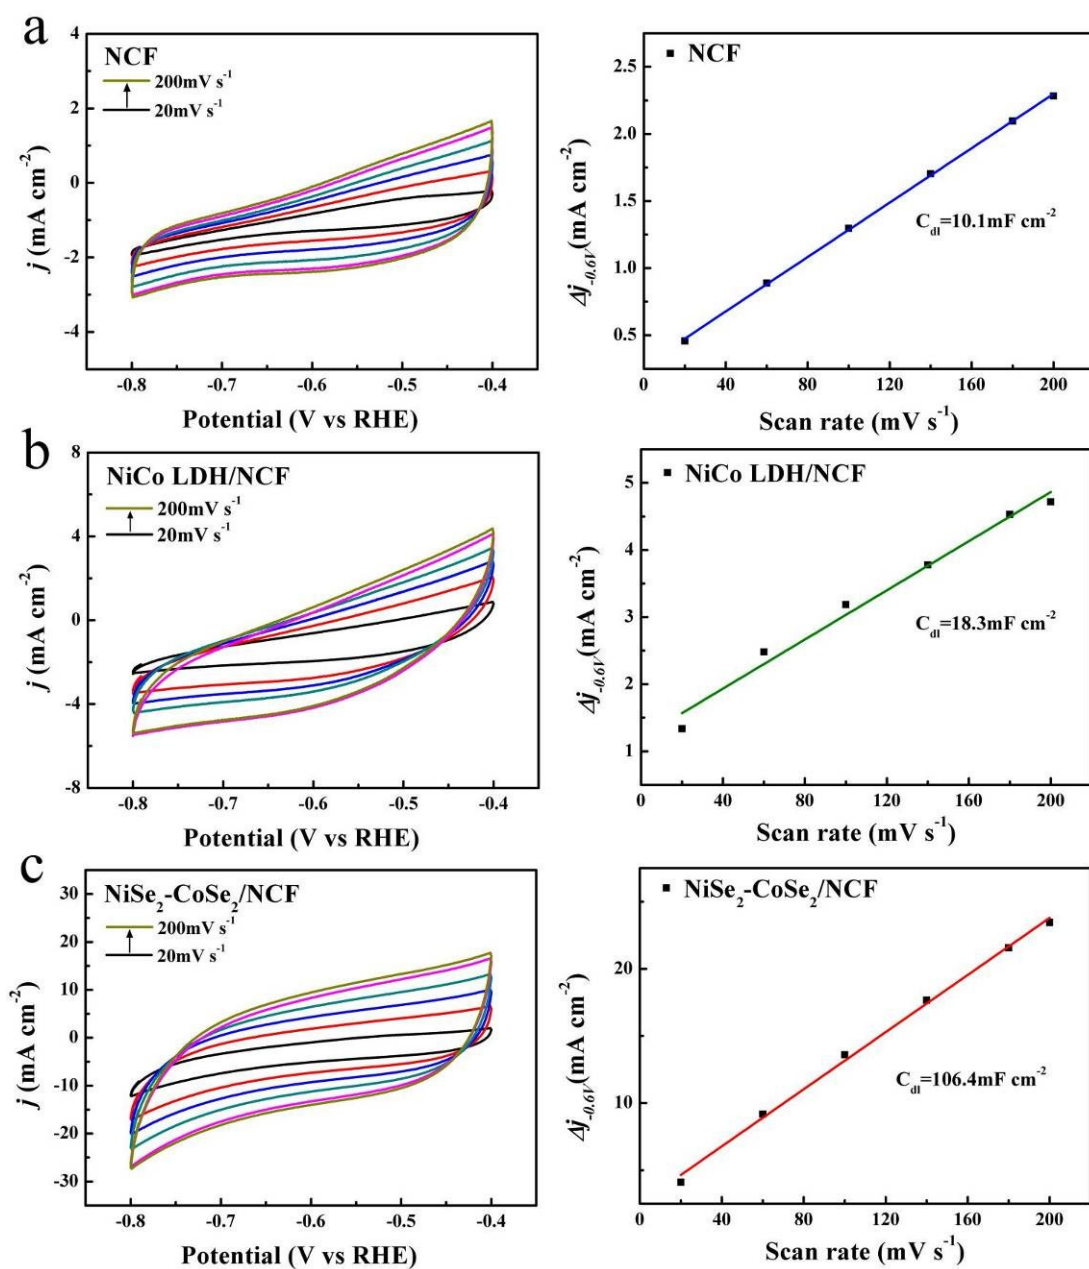 a
NCF
200mV s⁻¹
20mV s⁻¹
4
2
0
-2
-4
j (mA cm⁻²)
-0.8 -0.7 -0.6 -0.5 -0.4
Potential (V vs RHE)
NCF
2.5
2.0
1.5
1.0
0.5
Δj₋₀.₆V(mA cm⁻²)
C_dl=10.1mF cm⁻²
0 40 80 120 160 200
Scan rate (mV s⁻¹)
b
NiCo LDH/NCF
200mV s⁻¹
20mV s⁻¹
8
4
0
-4
-8
j (mA cm⁻²)
-0.8 -0.7 -0.6 -0.5 -0.4
Potential (V vs RHE)
NiCo LDH/NCF
5
4
3
2
1
Δj₋₀.₆V(mA cm⁻²)
C_dl=18.3mF cm⁻²
0 40 80 120 160 200
Scan rate (mV s⁻¹)
c
NiSe₂-CoSe₂/NCF
200mV s⁻¹
20mV s⁻¹
30
20
10
0
-10
-20
-30
j (mA cm⁻²)
-0.8 -0.7 -0.6 -0.5 -0.4
Potential (V vs RHE)
NiSe₂-CoSe₂/NCF
20
10
Δj₋₀.₆V(mA cm⁻²)
C_dl=106.4mF cm⁻²
0 40 80 120 160 200
Scan rate (mV s⁻¹)